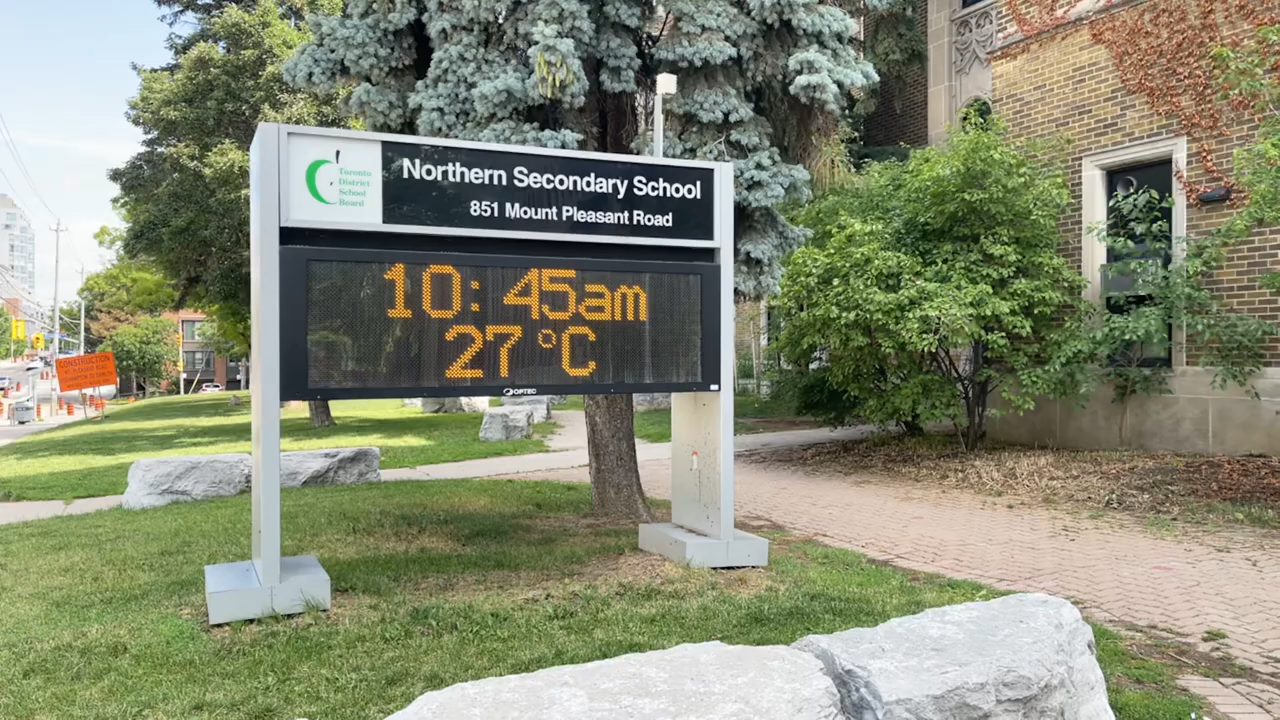 Toronto
District
School
Board
Northern Secondary School
851 Mount Pleasant Road
10: 45am
27 °C
OPTEC
CONSTRUCTION